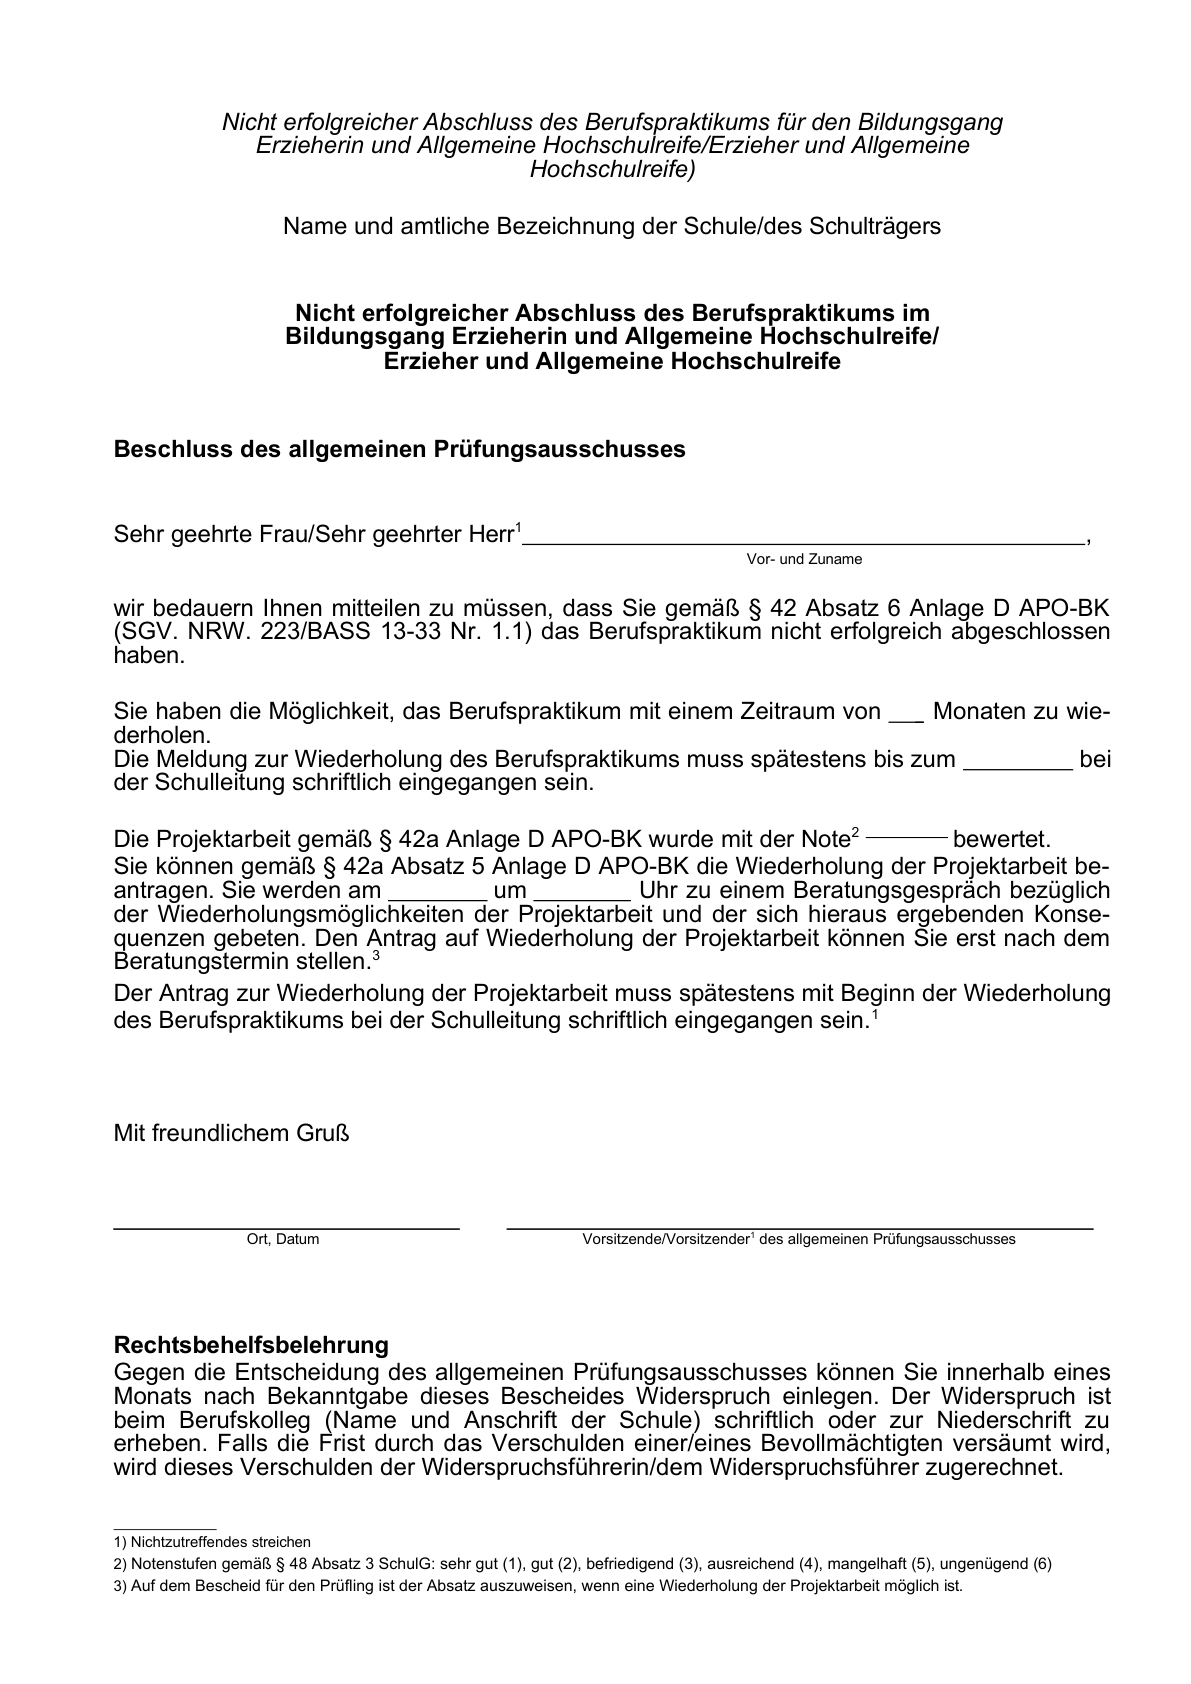 Nicht erfolgreicher Abschluss des Berufspraktikums für den Bildungsgang
Erzieherin und Allgemeine Hochschulreife/Erzieher und Allgemeine
Hochschulreife)
Name und amtliche Bezeichnung der Schule/des Schulträgers
Nicht erfolgreicher Abschluss des Berufspraktikums im
Bildungsgang Erzieherin und Allgemeine Hochschulreife/
Erzieher und Allgemeine Hochschulreife
Beschluss des allgemeinen Prüfungsausschusses
Sehr geehrte Frau/Sehr geehrter Herr¹__________________________________________,
Vor- und Zuname
wir bedauern Ihnen mitteilen zu müssen, dass Sie gemäß § 42 Absatz 6 Anlage D APO-BK
(SGV. NRW. 223/BASS 13-33 Nr. 1.1) das Berufspraktikum nicht erfolgreich abgeschlossen
haben.
Sie haben die Möglichkeit, das Berufspraktikum mit einem Zeitraum von ___ Monaten zu wie-
derholen.
Die Meldung zur Wiederholung des Berufspraktikums muss spätestens bis zum ________ bei
der Schulleitung schriftlich eingegangen sein.
Die Projektarbeit gemäß § 42a Anlage D APO-BK wurde mit der Note² ______ bewertet.
Sie können gemäß § 42a Absatz 5 Anlage D APO-BK die Wiederholung der Projektarbeit be-
antragen. Sie werden am ________ um ________ Uhr zu einem Beratungsgespräch bezüglich
der Wiederholungsmöglichkeiten der Projektarbeit und der sich hieraus ergebenden Konse-
quenzen gebeten. Den Antrag auf Wiederholung der Projektarbeit können Sie erst nach dem
Beratungstermin stellen.³
Der Antrag zur Wiederholung der Projektarbeit muss spätestens mit Beginn der Wiederholung
des Berufspraktikums bei der Schulleitung schriftlich eingegangen sein.¹
Mit freundlichem Gruß
Ort, Datum
Vorsitzende/Vorsitzender¹ des allgemeinen Prüfungsausschusses
Rechtsbehelfsbelehrung
Gegen die Entscheidung des allgemeinen Prüfungsausschusses können Sie innerhalb eines
Monats nach Bekanntgabe dieses Bescheides Widerspruch einlegen. Der Widerspruch ist
beim Berufskolleg (Name und Anschrift der Schule) schriftlich oder zur Niederschrift zu
erheben. Falls die Frist durch das Verschulden einer/eines Bevollmächtigten versäumt wird,
wird dieses Verschulden der Widerspruchsführerin/dem Widerspruchsführer zugerechnet.
1) Nichtzutreffendes streichen
2) Notenstufen gemäß § 48 Absatz 3 SchulG: sehr gut (1), gut (2), befriedigend (3), ausreichend (4), mangelhaft (5), ungenügend (6)
3) Auf dem Bescheid für den Prüfling ist der Absatz auszuweisen, wenn eine Wiederholung der Projektarbeit möglich ist.